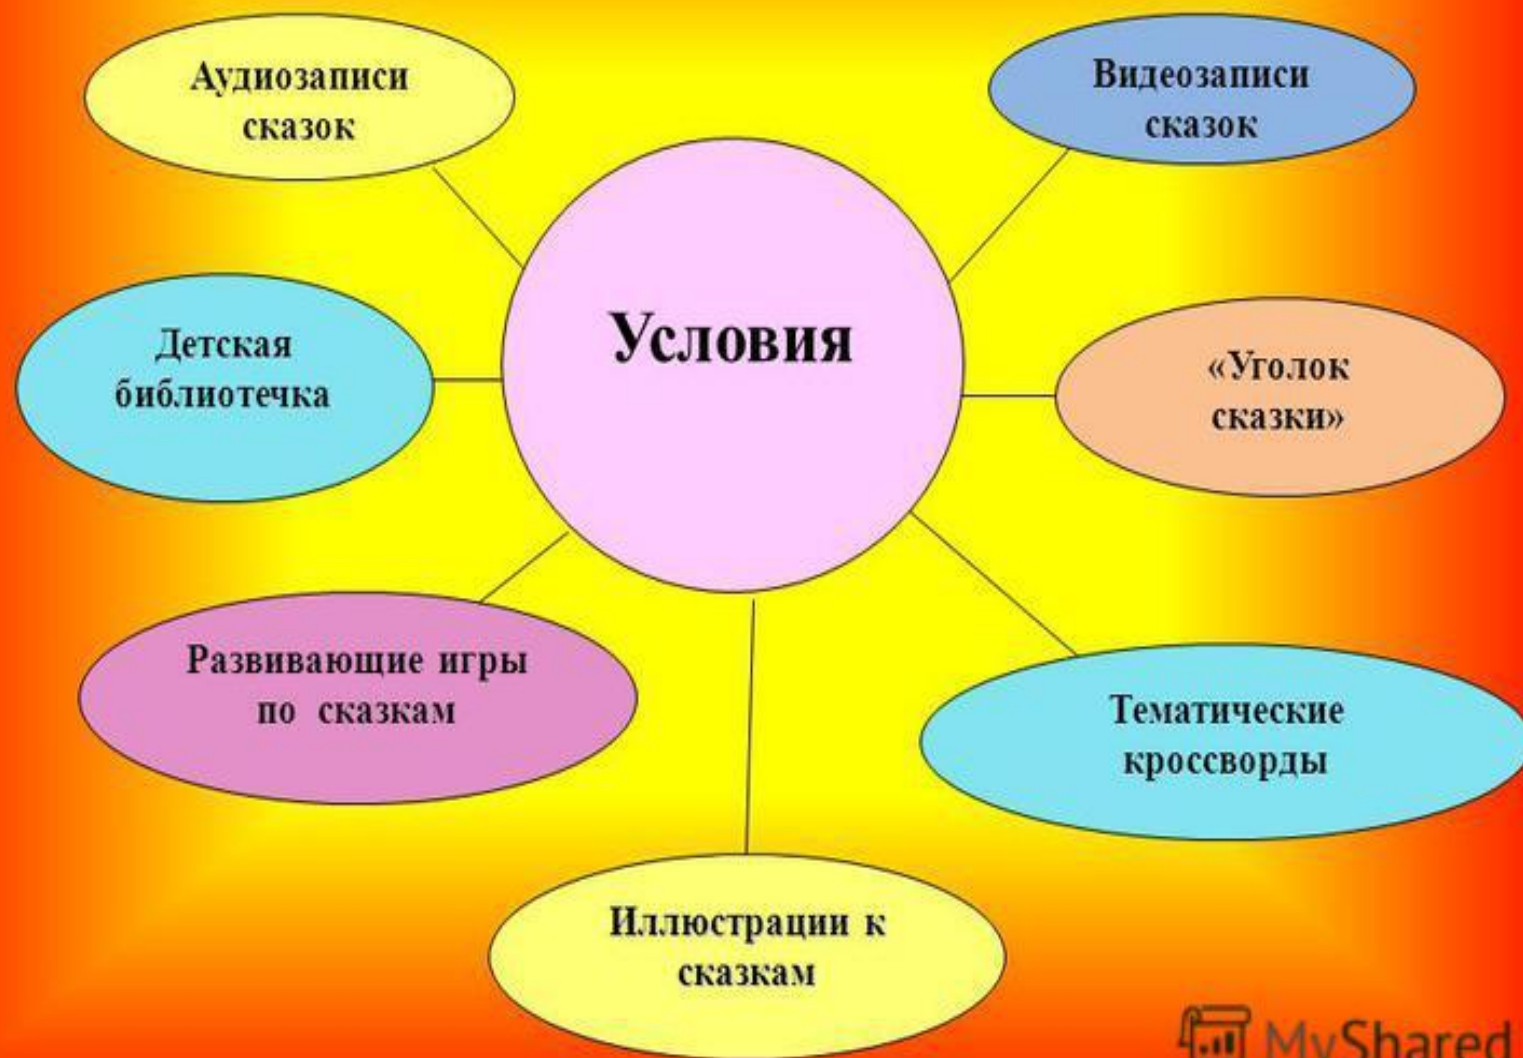 Аудиозаписи
сказок
Видеозаписи
сказок
Условия
Детская
библиотечка
«Уголок
сказки»
Развивающие игры
по сказкам
Тематические
кроссворды
Иллюстрации к
сказкам
MyShared